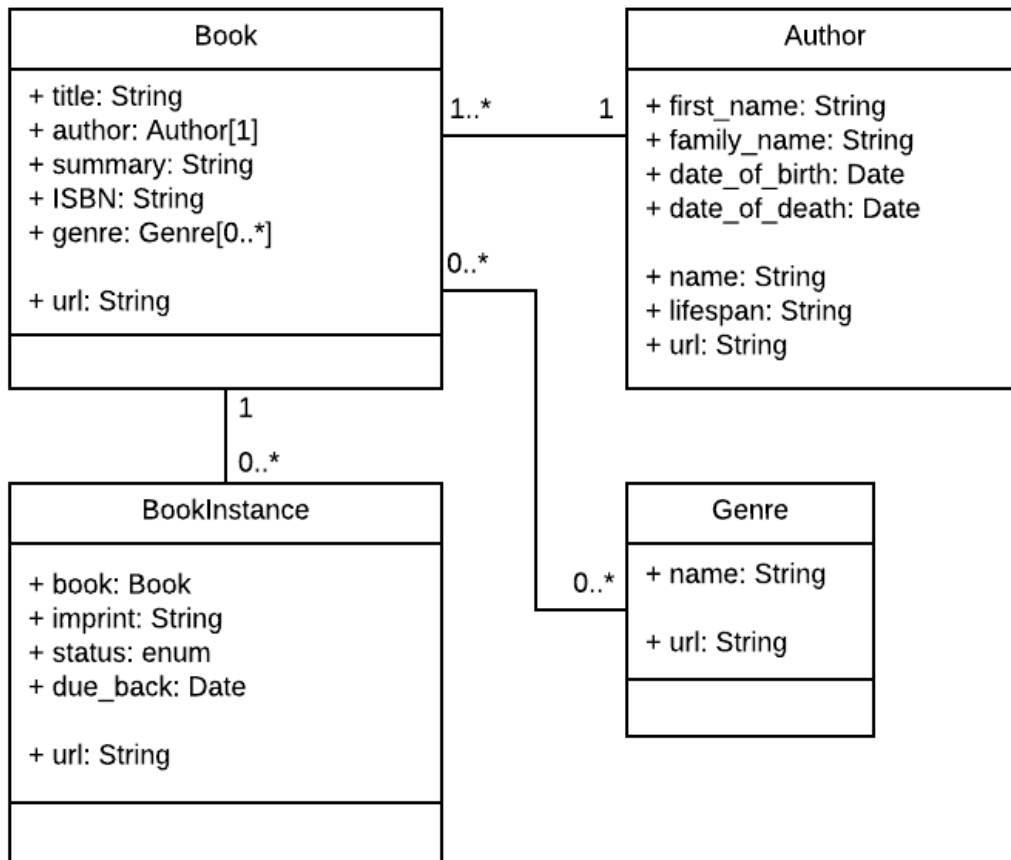 Book
+ title: String
+ author: Author[1]
+ summary: String
+ ISBN: String
+ genre: Genre[0..*]
+ url: String
1..*
1
Author
+ first_name: String
+ family_name: String
+ date_of_birth: Date
+ date_of_death: Date
+ name: String
+ lifespan: String
+ url: String
0..*
1
0..*
BookInstance
+ book: Book
+ imprint: String
+ status: enum
+ due_back: Date
+ url: String
0..*
Genre
+ name: String
+ url: String